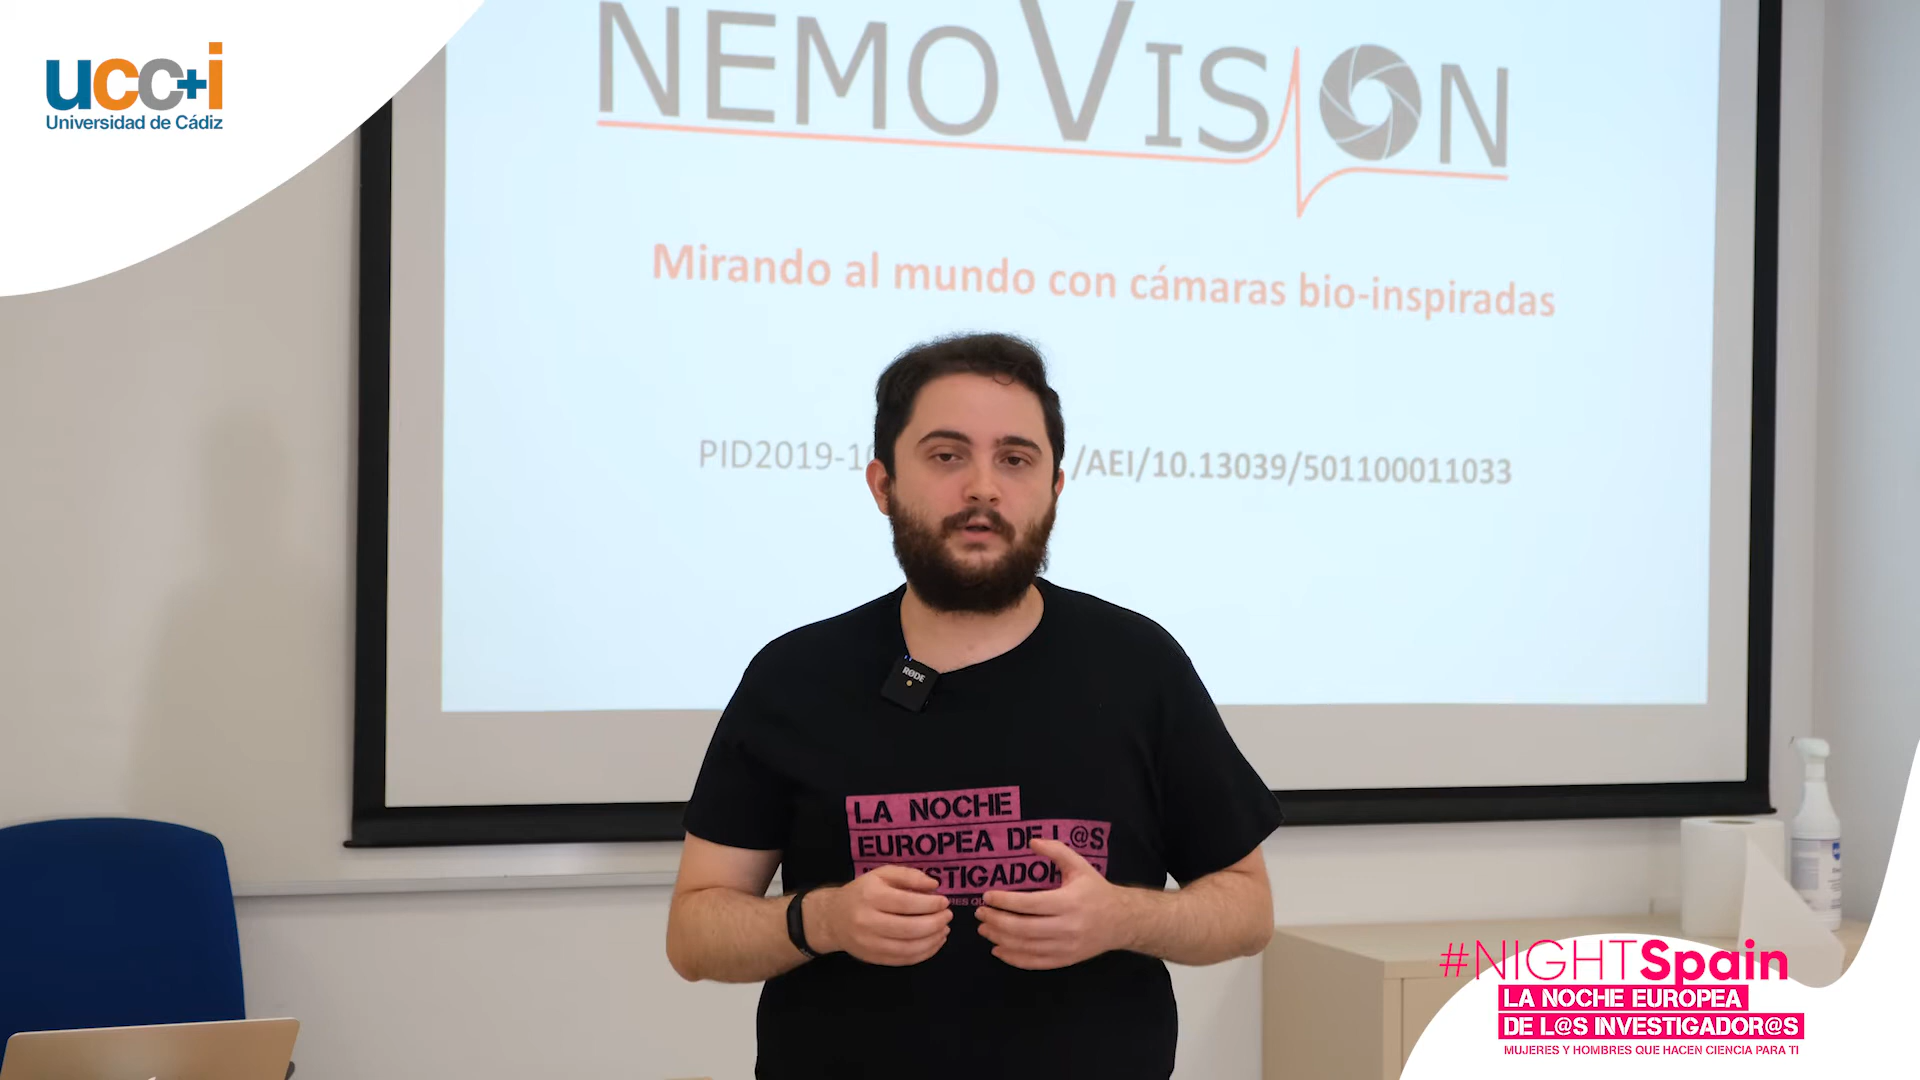 ucc+i
Universidad de Cádiz
NEMOVISION
Mirando al mundo con cámaras bio-inspiradas
PID2019-10 /AEI/10.13039/501100011033
RØDE
LA NOCHE
EUROPEA DE L@S
#NIGHTSpain
LA NOCHE EUROPEA
DE L@S INVESTIGADOR@S
MUJERES Y HOMBRES QUE HACEN CIENCIA PARA TI